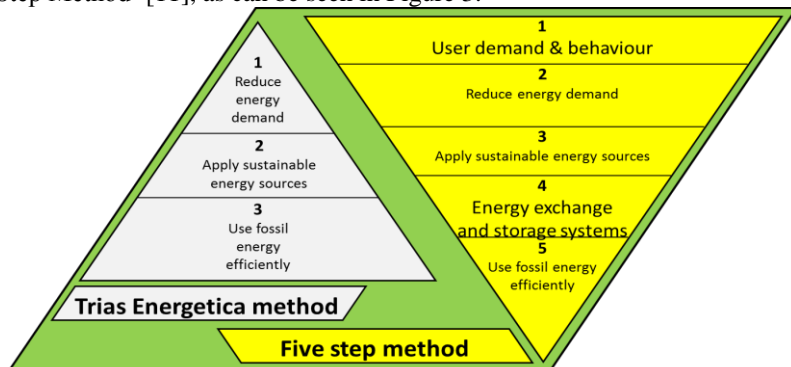 Step Method' [11], as can be seen in Figure 3.
1
Reduce
energy
demand
2
Apply sustainable
energy sources
3
Use fossil
energy
efficiently
Trias Energetica method
1
User demand & behaviour
2
Reduce energy demand
3
Apply sustainable energy sources
4
Energy exchange
and storage systems
5
Use fossil energy
efficiently
Five step method